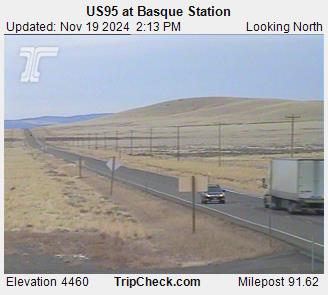 US95 at Basque Station
Updated: Nov 19 2024 2:13 PM Looking North
Elevation 4460 TripCheck.com Milepost 91.62